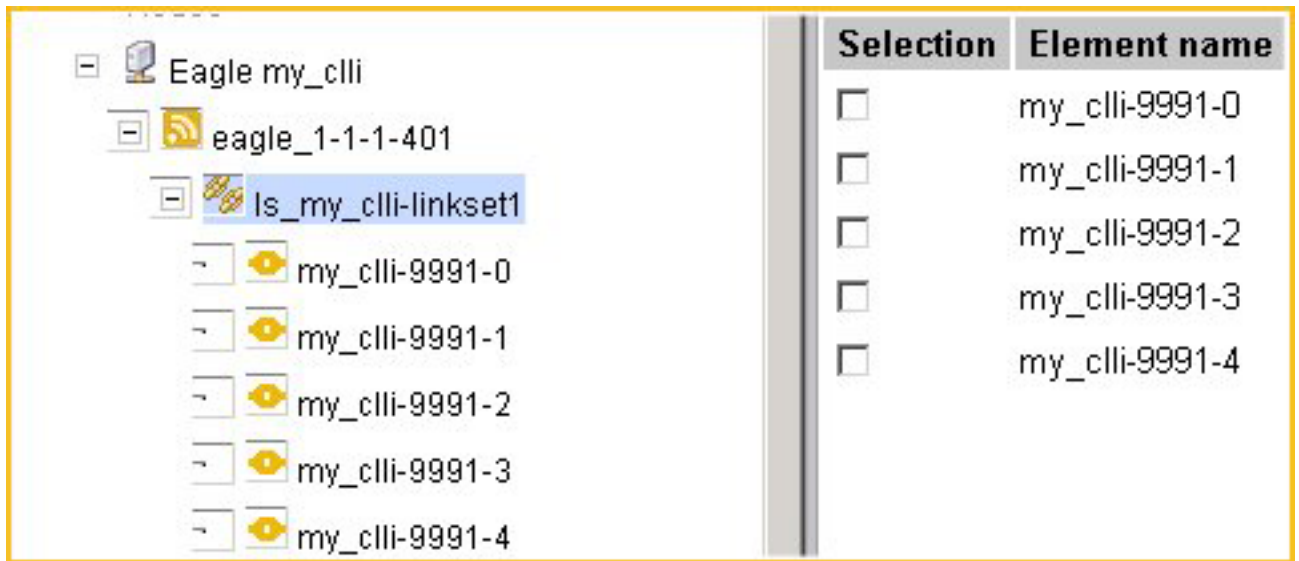 Eagle my_clli
eagle_1-1-1-401
ls_my_clli-linkset1
my_clli-9991-0
my_clli-9991-1
my_clli-9991-2
my_clli-9991-3
my_clli-9991-4
Selection Element name
my_clli-9991-0
my_clli-9991-1
my_clli-9991-2
my_clli-9991-3
my_clli-9991-4